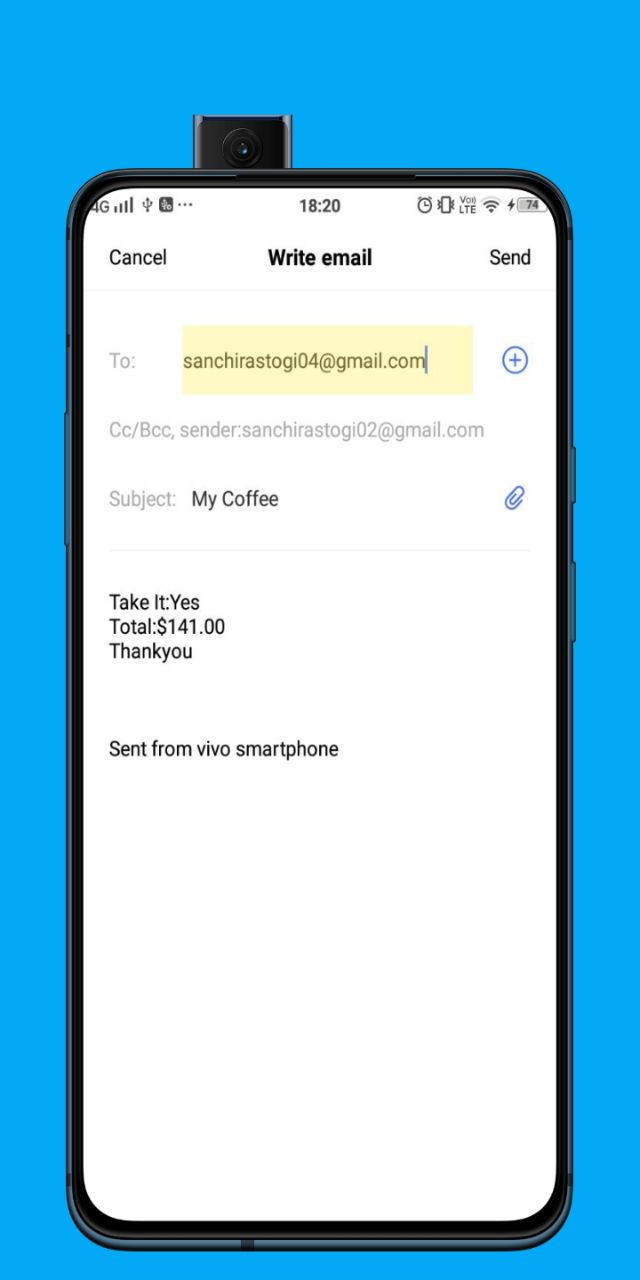 4G 18:20 Vo) LTE 74
Cancel Write email Send
To: sanchirastogi04@gmail.com
Cc/Bcc, sender:sanchirastogi02@gmail.com
Subject: My Coffee
Take It:Yes
Total:$141.00
Thankyou
Sent from vivo smartphone